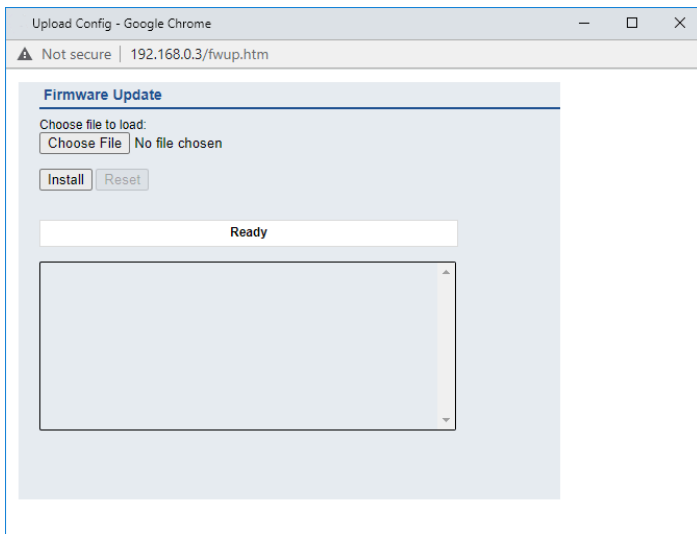 Upload Config - Google Chrome
Not secure | 192.168.0.3/fwup.htm
Firmware Update
Choose file to load:
Choose File No file chosen
Install Reset
Ready